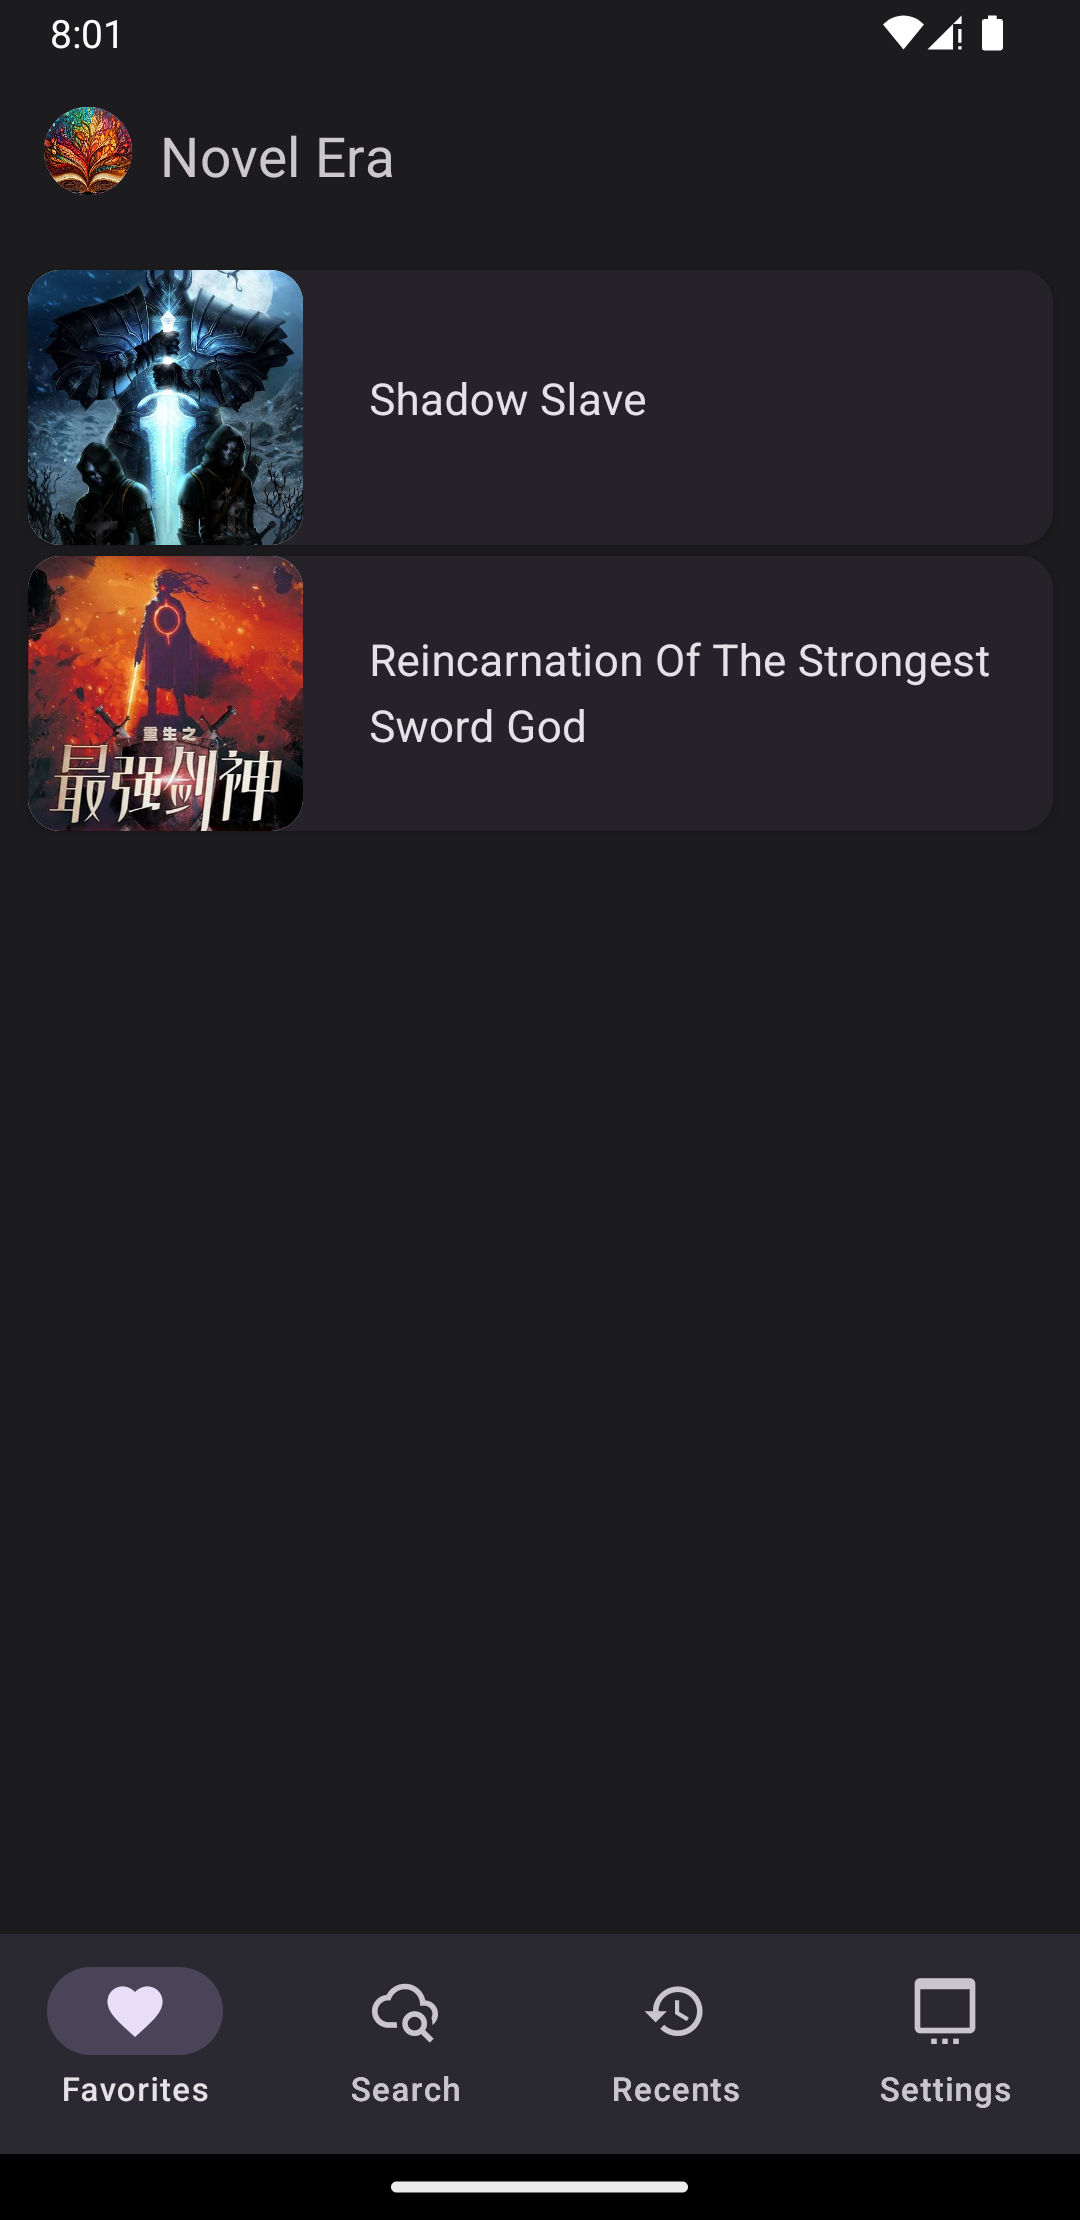 8:01
Novel Era
Shadow Slave
Reincarnation Of The Strongest
Sword God
重生之
最强剑神
Favorites
Search
Recents
Settings